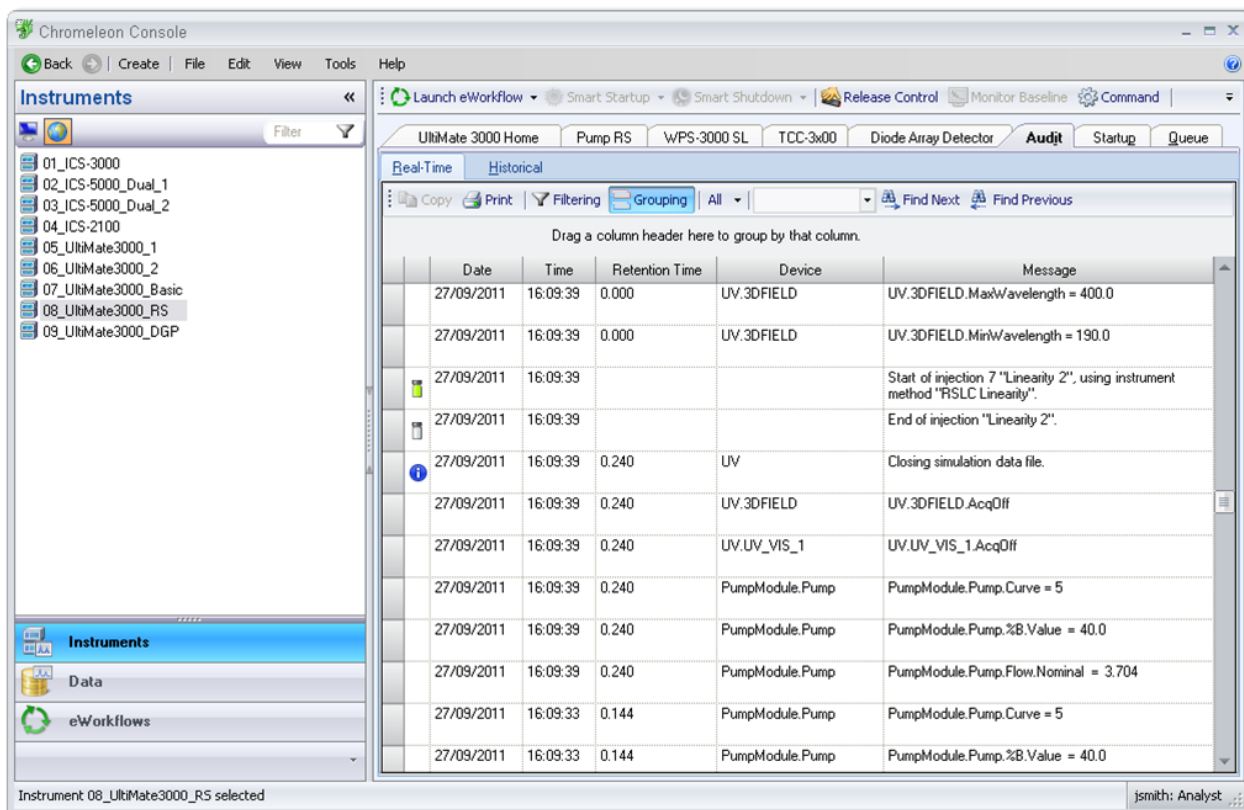 Chromeleon Console
Back Create File Edit View Tools Help
Instruments «
Launch eWorkflow Smart Startup Smart Shutdown Release Control Monitor Baseline Command
Filter
UltiMate 3000 Home Pump RS WPS-3000 SL TCC-3x00 Diode Array Detector Audit Startup Queue
Real-Time Historical
Copy Print Filtering Grouping All Find Next Find Previous
Drag a column header here to group by that column.
01_ICS-3000
02_ICS-5000_Dual_1
03_ICS-5000_Dual_2
04_ICS-2100
05_UltiMate3000_1
06_UltiMate3000_2
07_UltiMate3000_Basic
08_UltiMate3000_RS
09_UltiMate3000_DGP
Date Time Retention Time Device Message
27/09/2011 16:09:39 0.000 UV.3DFIELD UV.3DFIELD.MaxWavelength = 400.0
27/09/2011 16:09:39 0.000 UV.3DFIELD UV.3DFIELD.MinWavelength = 190.0
27/09/2011 16:09:39 Start of injection 7 "Linearity 2", using instrument
method "RSLC Linearity".
27/09/2011 16:09:39 End of injection "Linearity 2".
27/09/2011 16:09:39 0.240 UV Closing simulation data file.
27/09/2011 16:09:39 0.240 UV.3DFIELD UV.3DFIELD.AcqOff
27/09/2011 16:09:39 0.240 UV.UV_VIS_1 UV.UV_VIS_1.AcqOff
27/09/2011 16:09:39 0.240 PumpModule.Pump PumpModule.Pump.Curve = 5
27/09/2011 16:09:39 0.240 PumpModule.Pump PumpModule.Pump.%B.Value = 40.0
27/09/2011 16:09:39 0.240 PumpModule.Pump PumpModule.Pump.Flow.Nominal = 3.704
27/09/2011 16:09:33 0.144 PumpModule.Pump PumpModule.Pump.Curve = 5
27/09/2011 16:09:33 0.144 PumpModule.Pump PumpModule.Pump.%B.Value = 40.0
Instruments
Data
eWorkflows
Instrument 08_UltiMate3000_RS selected
jsmith: Analyst